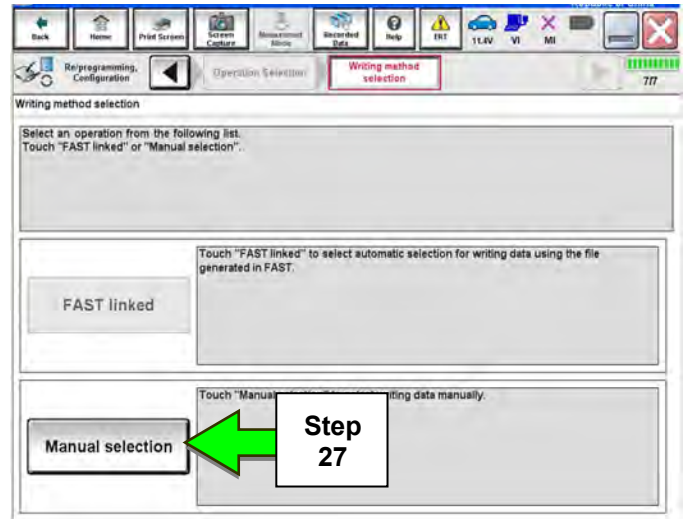 Back
Home
Print Screen
Screen
Capture
Measurement
Mode
Recorded
Data
Help
ERT
11.4V
VI
MI
Re/programming,
Configuration
Operation Selection
Writing method
selection
7/7
Writing method selection
Select an operation from the following list.
Touch "FAST linked" or "Manual selection".
FAST linked
Touch "FAST linked" to select automatic selection for writing data using the file
generated in FAST.
Manual selection
Touch "Manual iting data manually.
Step
27